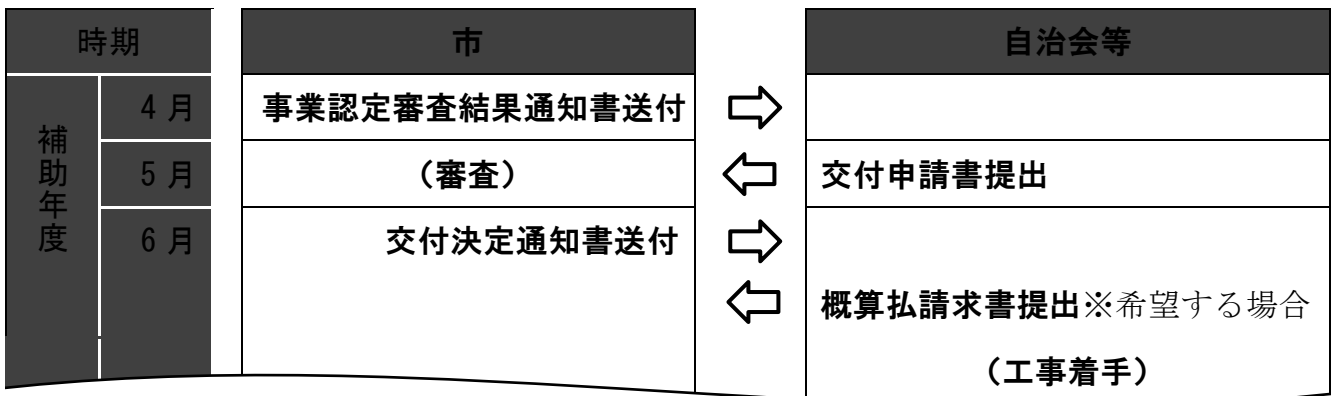 時期 市 自治会等
補助年度
4月 事業認定審査結果通知書送付 ⇨
5月 （審査） ⇦ 交付申請書提出
6月 交付決定通知書送付 ⇨
⇦ 概算払請求書提出※希望する場合
（工事着手）